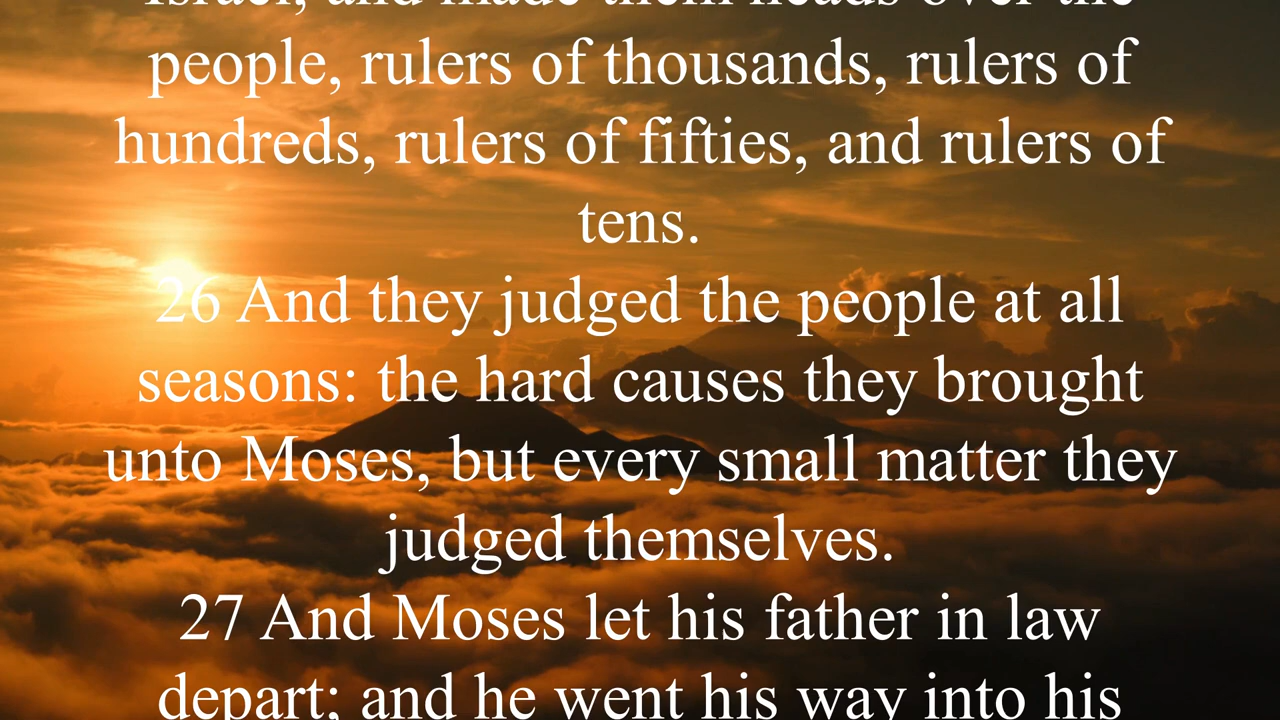 Israel, and made them heads over the
people, rulers of thousands, rulers of
hundreds, rulers of fifties, and rulers of
tens.
26 And they judged the people at all
seasons: the hard causes they brought
unto Moses, but every small matter they
judged themselves.
27 And Moses let his father in law
depart; and he went his way into his